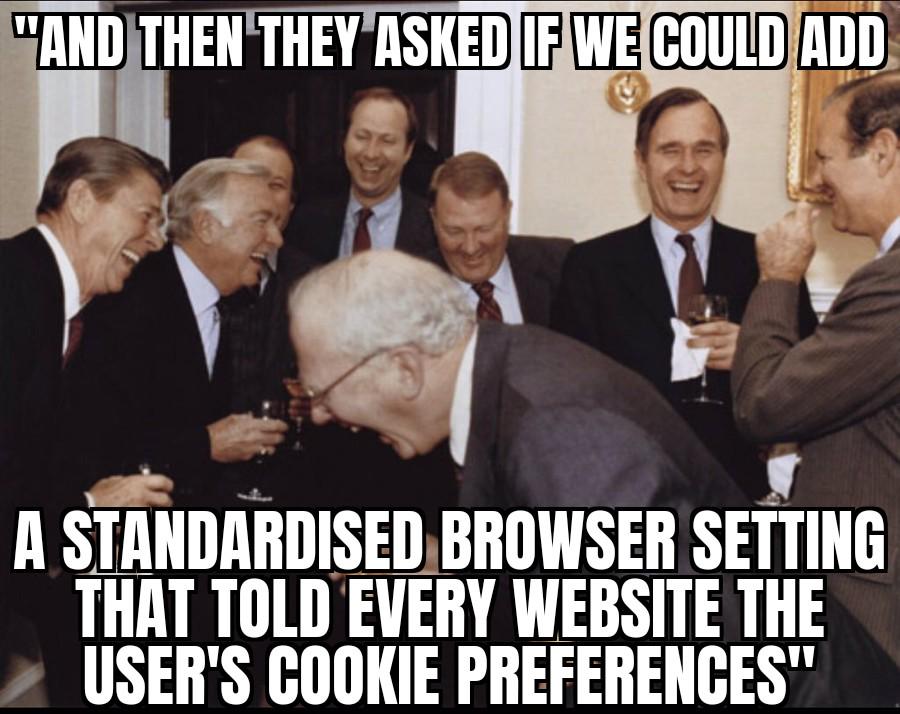 "AND THEN THEY ASKED IF WE COULD ADD
A STANDARDISED BROWSER SETTING
THAT TOLD EVERY WEBSITE THE
USER'S COOKIE PREFERENCES"